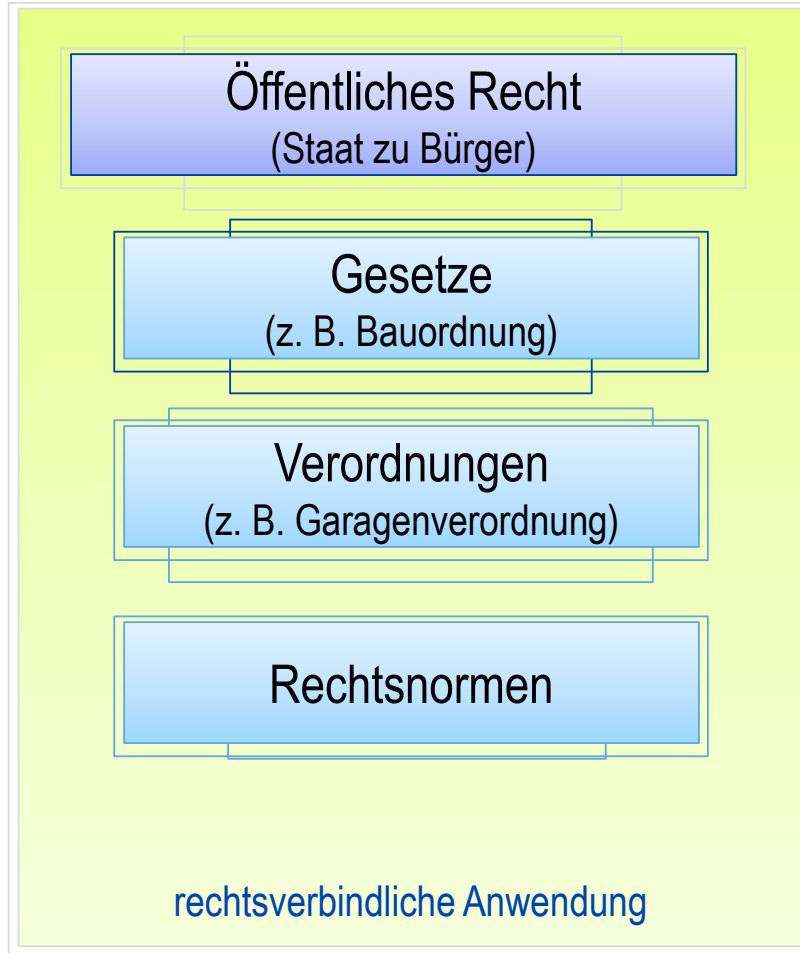 Öffentliches Recht
(Staat zu Bürger)
Gesetze
(z. B. Bauordnung)
Verordnungen
(z. B. Garagenverordnung)
Rechtsnormen
rechtsverbindliche Anwendung